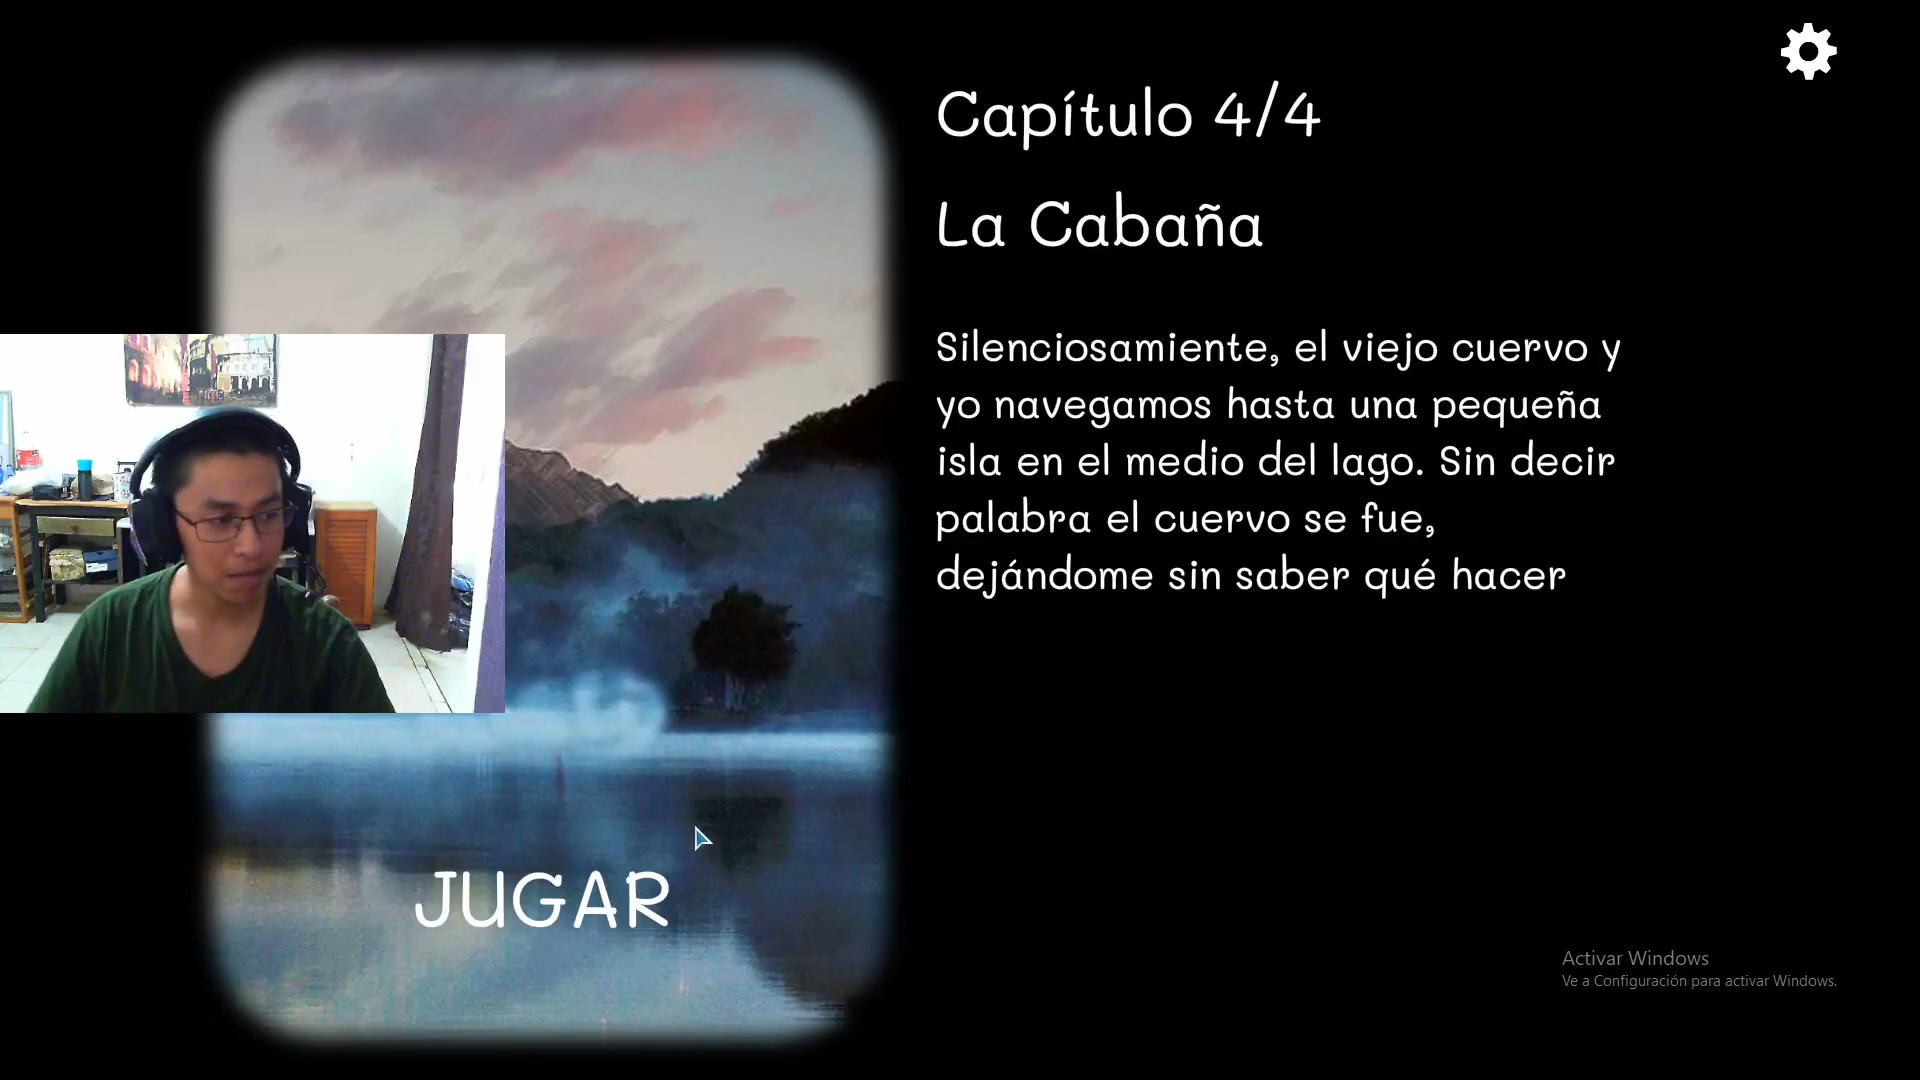 Capítulo 4/4
La Cabaña
Silenciosamiente, el viejo cuervo y
yo navegamos hasta una pequeña
isla en el medio del lago. Sin decir
palabra el cuervo se fue,
dejándome sin saber qué hacer
JUGAR
Activar Windows
Ve a Configuración para activar Windows.